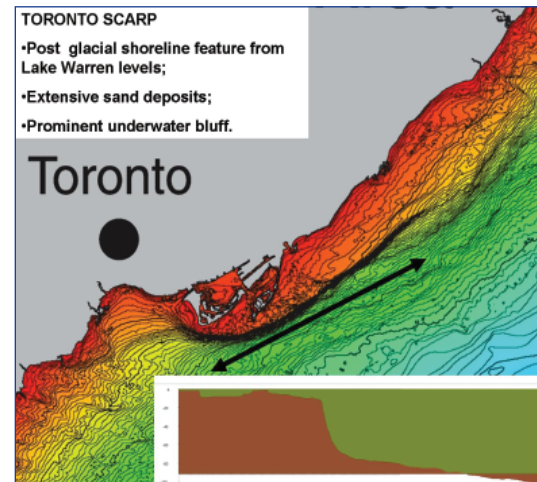 TORONTO SCARP
•Post glacial shoreline feature from
Lake Warren levels;
•Extensive sand deposits;
•Prominent underwater bluff.
Toronto